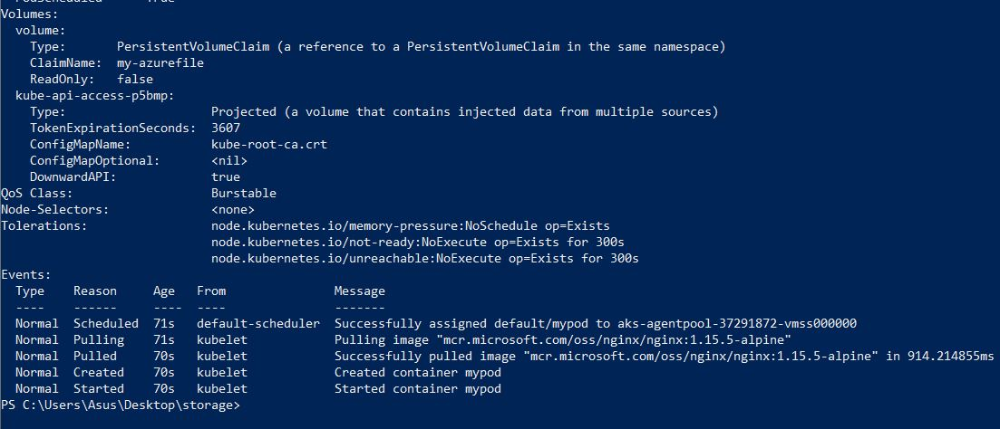 PodScheduled      True
Volumes:
  volume:
    Type:       PersistentVolumeClaim (a reference to a PersistentVolumeClaim in the same namespace)
    ClaimName:  my-azurefile
    ReadOnly:   false
  kube-api-access-p5bmp:
    Type:                    Projected (a volume that contains injected data from multiple sources)
    TokenExpirationSeconds:  3607
    ConfigMapName:           kube-root-ca.crt
    ConfigMapOptional:       <nil>
    DownwardAPI:             true
QoS Class:                   Burstable
Node-Selectors:              <none>
Tolerations:                 node.kubernetes.io/memory-pressure:NoSchedule op=Exists
                             node.kubernetes.io/not-ready:NoExecute op=Exists for 300s
                             node.kubernetes.io/unreachable:NoExecute op=Exists for 300s
Events:
  Type    Reason     Age   From               Message
  ----    ------     ----  ----               -------
  Normal  Scheduled  71s   default-scheduler  Successfully assigned default/mypod to aks-agentpool-37291872-vmss000000
  Normal  Pulling    71s   kubelet            Pulling image "mcr.microsoft.com/oss/nginx/nginx:1.15.5-alpine"
  Normal  Pulled     70s   kubelet            Successfully pulled image "mcr.microsoft.com/oss/nginx/nginx:1.15.5-alpine" in 914.214855ms
  Normal  Created    70s   kubelet            Created container mypod
  Normal  Started    70s   kubelet            Started container mypod
PS C:\Users\Asus\Desktop\storage>